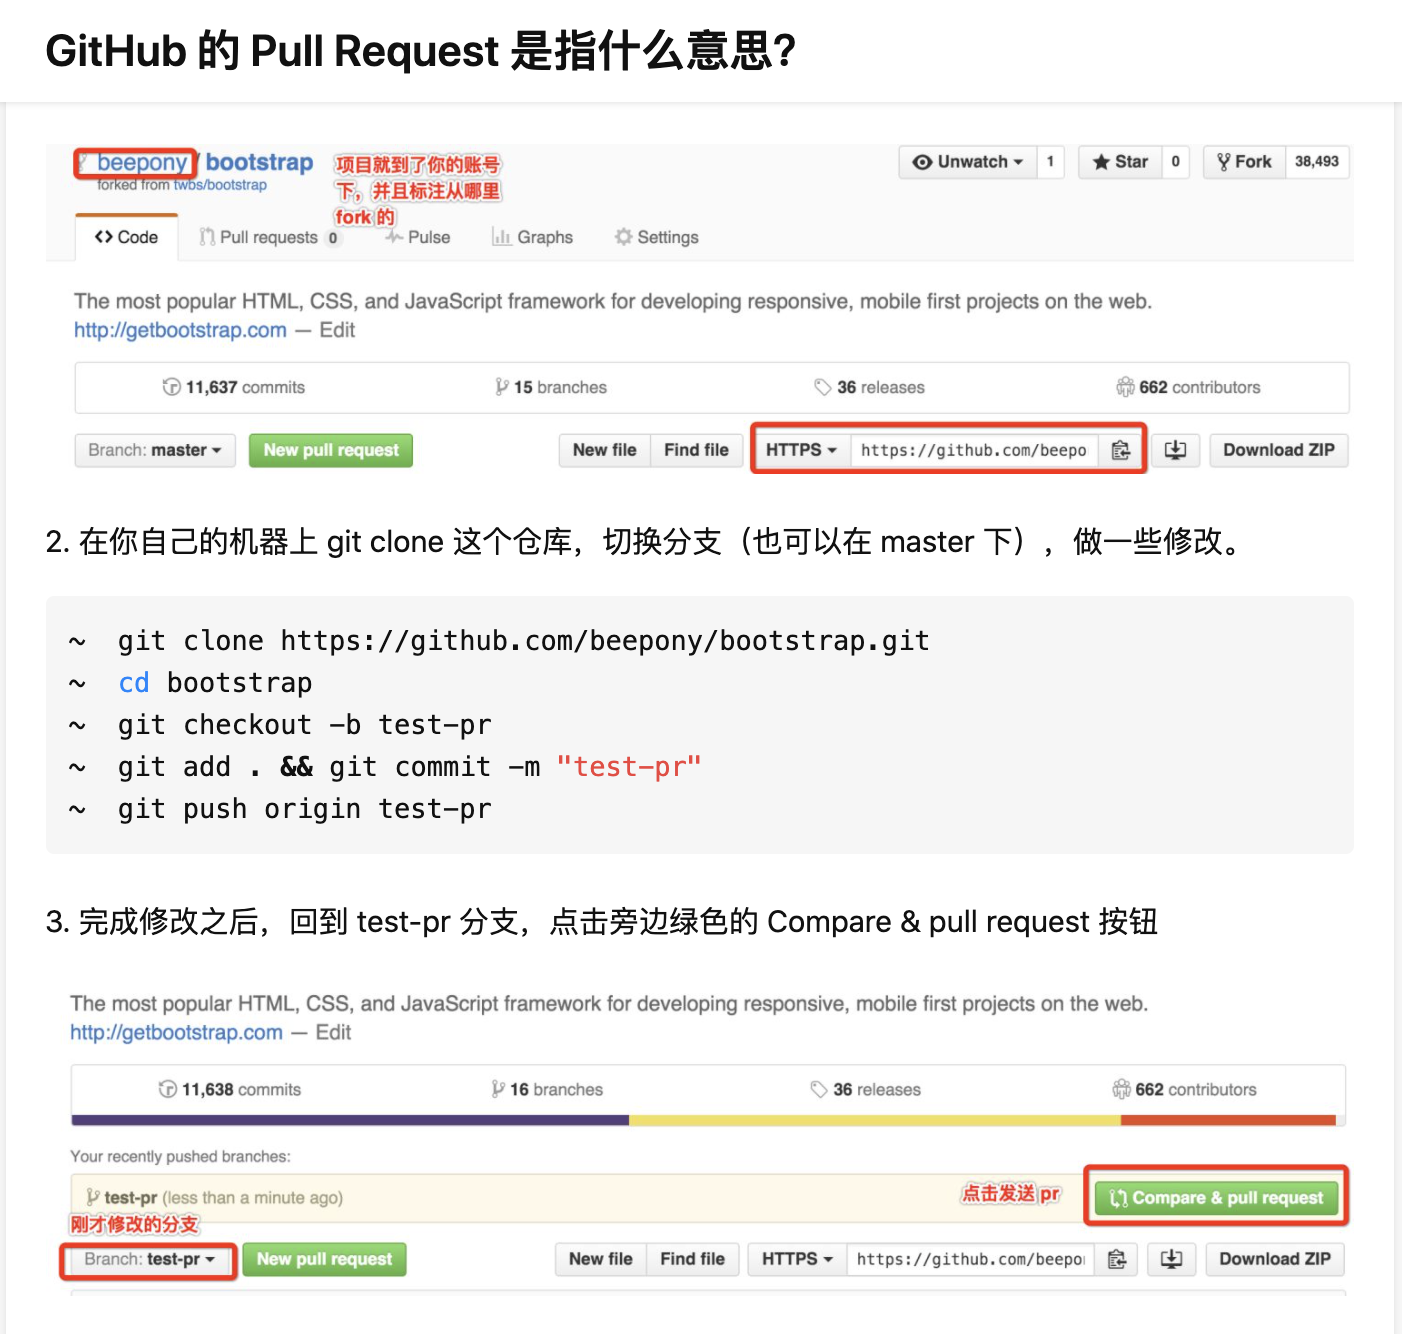 GitHub 的 Pull Request 是指什么意思?
beepony / bootstrap
forked from twbs/bootstrap
项目就到了你的账号
下，并且标注从哪里
fork 的
Unwatch 1 Star 0 Fork 38,493
Code Pull requests 0 Pulse Graphs Settings
The most popular HTML, CSS, and JavaScript framework for developing responsive, mobile first projects on the web.
http://getbootstrap.com — Edit
11,637 commits 15 branches 36 releases 662 contributors
Branch: master New pull request New file Find file HTTPS https://github.com/beepo Download ZIP
2. 在你自己的机器上 git clone 这个仓库，切换分支（也可以在 master 下），做一些修改。
~ git clone https://github.com/beepony/bootstrap.git
~ cd bootstrap
~ git checkout -b test-pr
~ git add . && git commit -m "test-pr"
~ git push origin test-pr
3. 完成修改之后，回到 test-pr 分支，点击旁边绿色的 Compare & pull request 按钮
The most popular HTML, CSS, and JavaScript framework for developing responsive, mobile first projects on the web.
http://getbootstrap.com — Edit
11,638 commits 16 branches 36 releases 662 contributors
Your recently pushed branches:
test-pr (less than a minute ago) 点击发送 pr Compare & pull request
刚才修改的分支
Branch: test-pr New pull request New file Find file HTTPS https://github.com/beepo Download ZIP